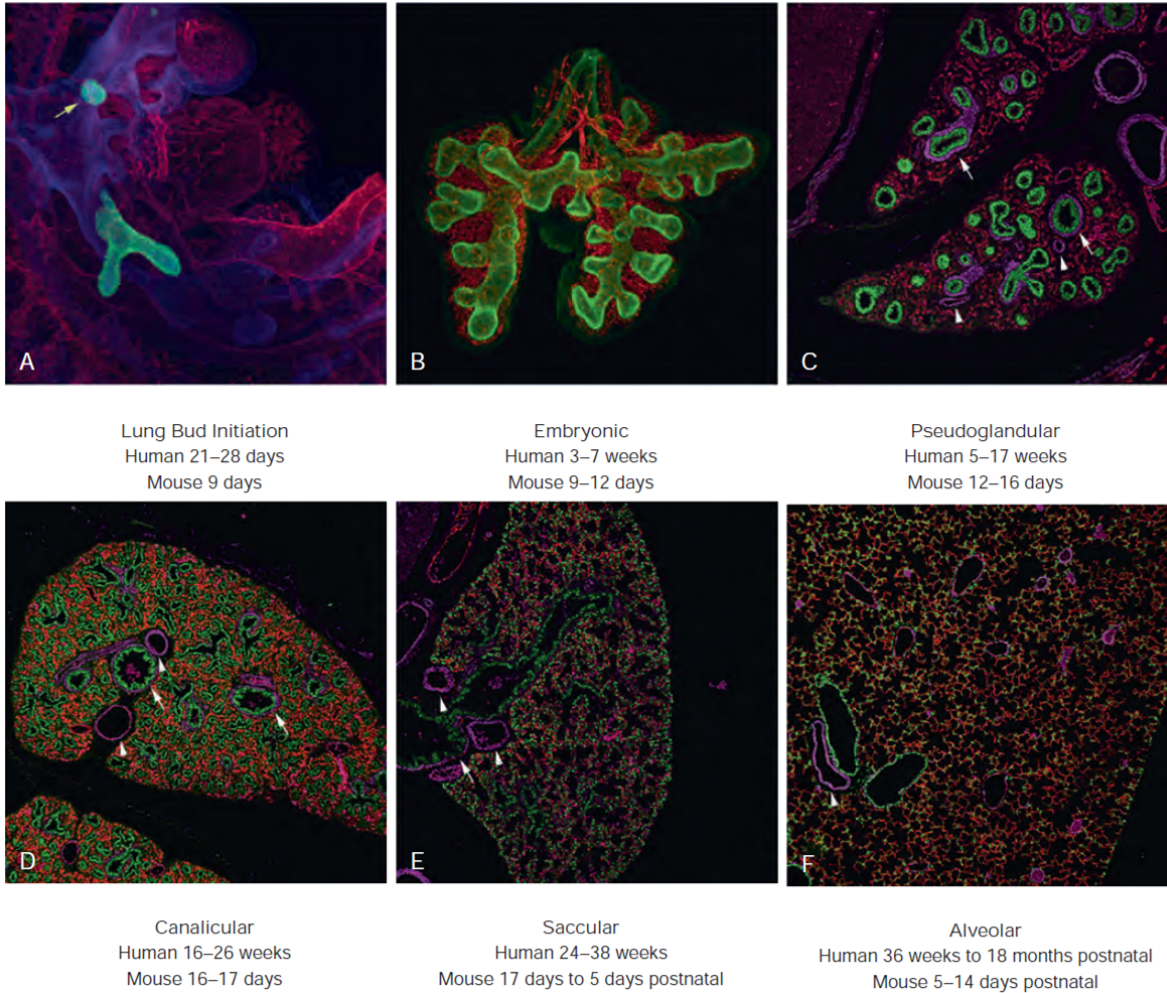 A
B
C
Lung Bud Initiation
Human 21–28 days
Mouse 9 days
Embryonic
Human 3–7 weeks
Mouse 9–12 days
Pseudoglandular
Human 5–17 weeks
Mouse 12–16 days
D
E
F
Canalicular
Human 16–26 weeks
Mouse 16–17 days
Saccular
Human 24–38 weeks
Mouse 17 days to 5 days postnatal
Alveolar
Human 36 weeks to 18 months postnatal
Mouse 5–14 days postnatal